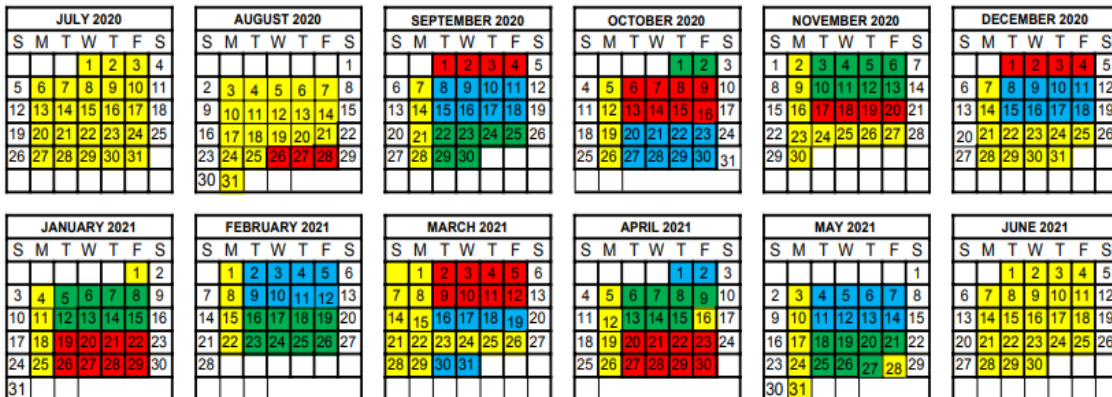 JULY 2020
S M T W T F S
1 2 3 4
5 6 7 8 9 10 11
12 13 14 15 16 17 18
19 20 21 22 23 24 25
26 27 28 29 30 31
AUGUST 2020
S M T W T F S
1
2 3 4 5 6 7 8
9 10 11 12 13 14 15
16 17 18 19 20 21 22
23 24 25 26 27 28 29
30 31
SEPTEMBER 2020
S M T W T F S
1 2 3 4 5
6 7 8 9 10 11 12
13 14 15 16 17 18 19
20 21 22 23 24 25 26
27 28 29 30
OCTOBER 2020
S M T W T F S
1 2 3
4 5 6 7 8 9 10
11 12 13 14 15 16 17
18 19 20 21 22 23 24
25 26 27 28 29 30 31
NOVEMBER 2020
S M T W T F S
1 2 3 4 5 6 7
8 9 10 11 12 13 14
15 16 17 18 19 20 21
22 23 24 25 26 27 28
29 30
DECEMBER 2020
S M T W T F S
1 2 3 4 5
6 7 8 9 10 11 12
13 14 15 16 17 18 19
20 21 22 23 24 25 26
27 28 29 30 31
JANUARY 2021
S M T W T F S
1 2
3 4 5 6 7 8 9
10 11 12 13 14 15 16
17 18 19 20 21 22 23
24 25 26 27 28 29 30
31
FEBRUARY 2021
S M T W T F S
1 2 3 4 5 6
7 8 9 10 11 12 13
14 15 16 17 18 19 20
21 22 23 24 25 26 27
28
MARCH 2021
S M T W T F S
1 2 3 4 5 6
7 8 9 10 11 12 13
14 15 16 17 18 19 20
21 22 23 24 25 26 27
28 29 30 31
APRIL 2021
S M T W T F S
1 2 3
4 5 6 7 8 9 10
11 12 13 14 15 16 17
18 19 20 21 22 23 24
25 26 27 28 29 30
MAY 2021
S M T W T F S
1
2 3 4 5 6 7 8
9 10 11 12 13 14 15
16 17 18 19 20 21 22
23 24 25 26 27 28 29
30 31
JUNE 2021
S M T W T F S
1 2 3 4 5
6 7 8 9 10 11 12
13 14 15 16 17 18 19
20 21 22 23 24 25 26
27 28 29 30